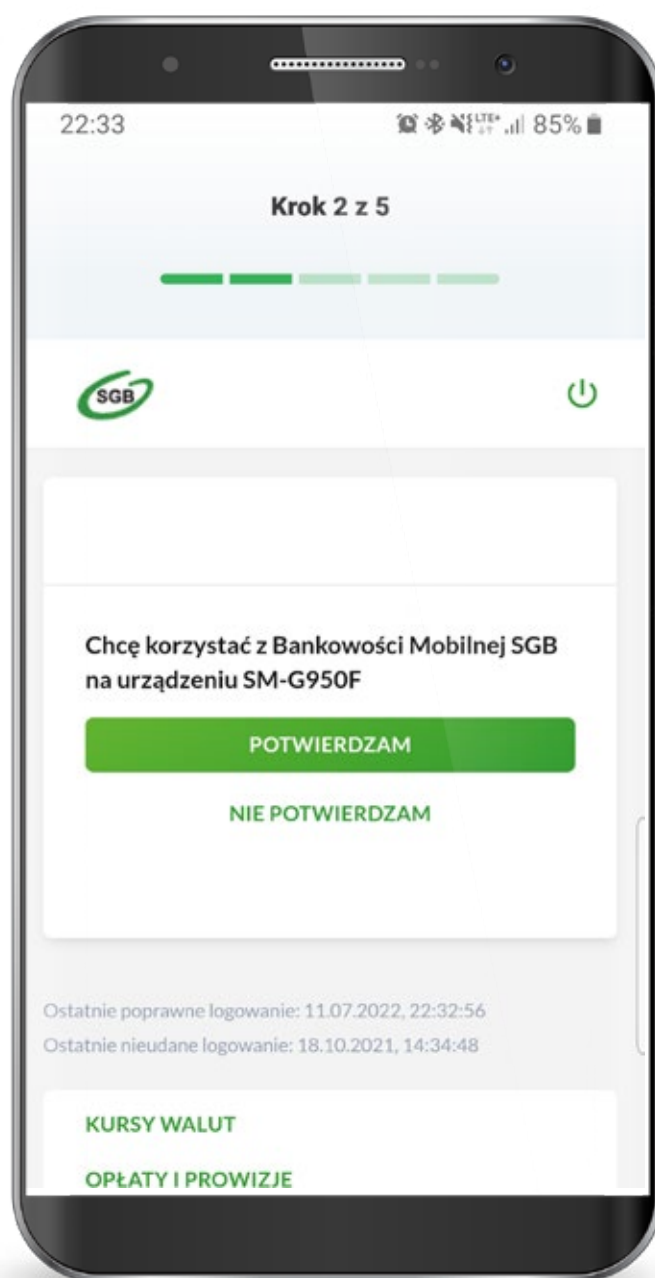 22:33 LTE+ 85%
Krok 2 z 5
SGB
Chcę korzystać z Bankowości Mobilnej SGB
na urządzeniu SM-G950F
POTWIERDZAM
NIE POTWIERDZAM
Ostatnie poprawne logowanie: 11.07.2022, 22:32:56
Ostatnie nieudane logowanie: 18.10.2021, 14:34:48
KURSY WALUT
OPŁATY I PROWIZJE